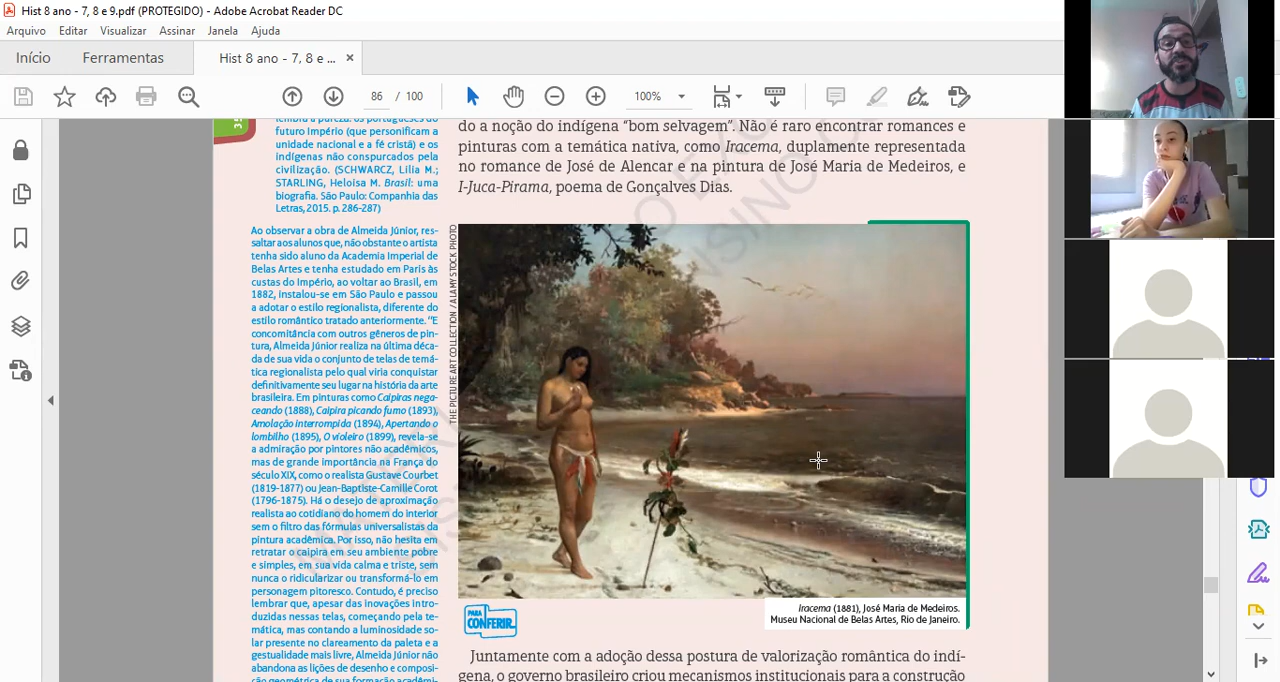 Hist 8 ano - 7, 8 e 9.pdf (PROTEGIDO) - Adobe Acrobat Reader DC
Arquivo Editar Visualizar Assinar Janela Ajuda
Início Ferramentas Hist 8 ano - 7, 8 e ... ×
86 / 100 100%
35
lembra a pureza: os portugueses do
futuro Império (que personificam a
unidade nacional e a fé cristã) e os
indígenas não conspurcados pela
civilização. (SCHWARCZ, Lilia M.;
STARLING, Heloisa M. Brasil: uma
biografia. São Paulo: Companhia das
Letras, 2015. p. 286-287)
Ao observar a obra de Almeida Júnior, res-
saltar aos alunos que, não obstante o artista
tenha sido aluno da Academia Imperial de
Belas Artes e tenha estudado em Paris às
custas do Império, ao voltar ao Brasil, em
1882, instalou-se em São Paulo e passou
a adotar o estilo regionalista, diferente do
estilo romântico tratado anteriormente. “E
concomitância com outros gêneros de pin-
tura, Almeida Júnior realiza na última déca-
da de sua vida o conjunto de telas de temá-
tica regionalista pelo qual viria conquistar
definitivamente seu lugar na história da arte
brasileira. Em pinturas como Caipiras nega-
ceando (1888), Caipira picando fumo (1893),
Amolação interrompida (1894), Apertando o
lombilho (1895), O violeiro (1899), revela-se
a admiração por pintores não acadêmicos,
mas de grande importância na França do
século XIX, como o realista Gustave Courbet
(1819-1877) ou Jean-Baptiste-Camille Corot
(1796-1875). Há o desejo de aproximação
realista ao cotidiano do homem do interior
sem o filtro das fórmulas universalistas da
pintura acadêmica. Por isso, não hesita em
retratar o caipira em seu ambiente pobre
e simples, em sua vida calma e triste, sem
nunca o ridicularizar ou transformá-lo em
personagem pitoresco. Contudo, é preciso
lembrar que, apesar das inovações intro-
duzidas nessas telas, começando pela te-
mática, mas contando a luminosidade so-
lar presente no clareamento da paleta e a
gestualidade mais livre, Almeida Júnior não
abandona as lições de desenho e composi-
ção geométrica de sua formação acadêmi-
do a noção do indígena “bom selvagem”. Não é raro encontrar romances e
pinturas com a temática nativa, como Iracema, duplamente representada
no romance de José de Alencar e na pintura de José Maria de Medeiros, e
I-Juca-Pirama, poema de Gonçalves Dias.
THE PICTURE ART COLLECTION / ALAMY STOCK PHOTO
PARA
CONFERIR
Iracema (1881), José Maria de Medeiros.
Museu Nacional de Belas Artes, Rio de Janeiro.
Juntamente com a adoção dessa postura de valorização romântica do indí-
gena, o governo brasileiro criou mecanismos institucionais para a construção